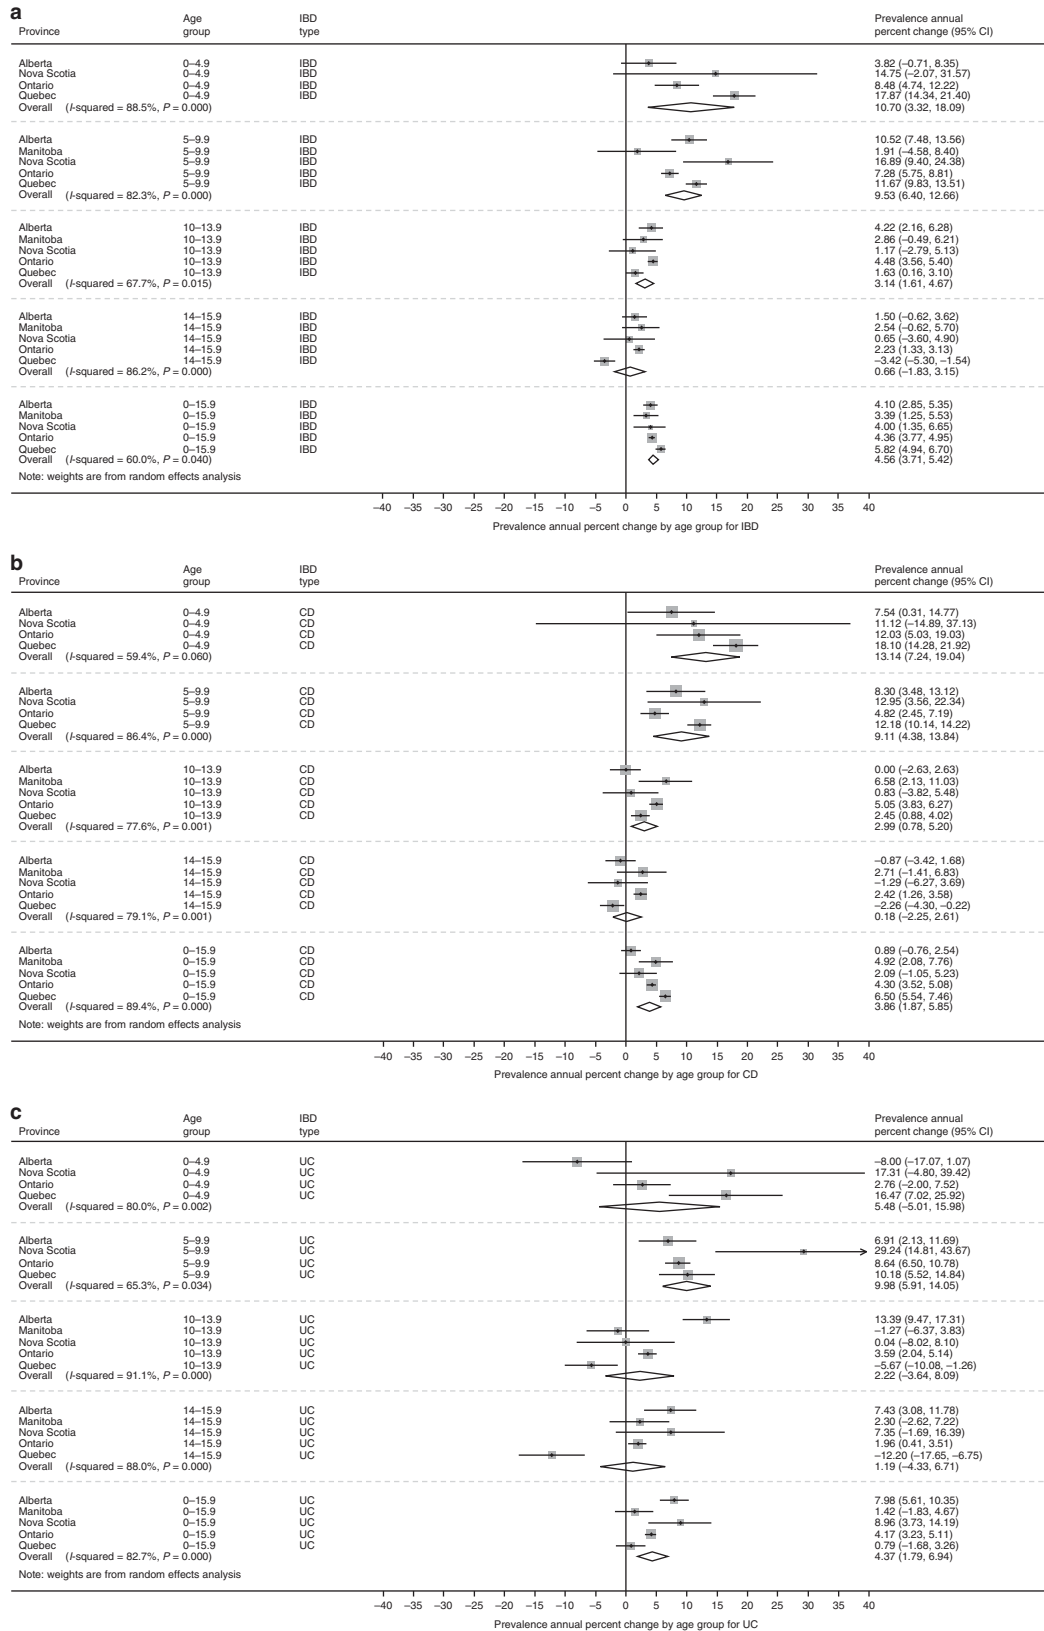 a
Province Age group IBD type Prevalence annual percent change (95% CI)
Alberta 0–4.9 IBD 3.82 (−0.71, 8.35)
Nova Scotia 0–4.9 IBD 14.75 (−2.07, 31.57)
Ontario 0–4.9 IBD 8.48 (4.74, 12.22)
Quebec 0–4.9 IBD 17.87 (14.34, 21.40)
Overall (I-squared = 88.5%, P = 0.000) 10.70 (3.32, 18.09)
Alberta 5–9.9 IBD 10.52 (7.48, 13.56)
Manitoba 5–9.9 IBD 1.91 (−4.58, 8.40)
Nova Scotia 5–9.9 IBD 16.89 (9.40, 24.38)
Ontario 5–9.9 IBD 7.28 (5.75, 8.81)
Quebec 5–9.9 IBD 11.67 (9.83, 13.51)
Overall (I-squared = 82.3%, P = 0.000) 9.53 (6.40, 12.66)
Alberta 10–13.9 IBD 4.22 (2.16, 6.28)
Manitoba 10–13.9 IBD 2.86 (−0.49, 6.21)
Nova Scotia 10–13.9 IBD 1.17 (−2.79, 5.13)
Ontario 10–13.9 IBD 4.48 (3.56, 5.40)
Quebec 10–13.9 IBD 1.63 (0.16, 3.10)
Overall (I-squared = 67.7%, P = 0.015) 3.14 (1.61, 4.67)
Alberta 14–15.9 IBD 1.50 (−0.62, 3.62)
Manitoba 14–15.9 IBD 2.54 (−0.62, 5.70)
Nova Scotia 14–15.9 IBD 0.65 (−3.60, 4.90)
Ontario 14–15.9 IBD 2.23 (1.33, 3.13)
Quebec 14–15.9 IBD −3.42 (−5.30, −1.54)
Overall (I-squared = 86.2%, P = 0.000) 0.66 (−1.83, 3.15)
Alberta 0–15.9 IBD 4.10 (2.85, 5.35)
Manitoba 0–15.9 IBD 3.39 (1.25, 5.53)
Nova Scotia 0–15.9 IBD 4.00 (1.35, 6.65)
Ontario 0–15.9 IBD 4.36 (3.77, 4.95)
Quebec 0–15.9 IBD 5.82 (4.94, 6.70)
Overall (I-squared = 60.0%, P = 0.040) 4.56 (3.71, 5.42)
Note: weights are from random effects analysis
−40 −35 −30 −25 −20 −15 −10 −5 0 5 10 15 20 25 30 35 40
Prevalence annual percent change by age group for IBD
b
Province Age group IBD type Prevalence annual percent change (95% CI)
Alberta 0–4.9 CD 7.54 (0.31, 14.77)
Nova Scotia 0–4.9 CD 11.12 (−14.89, 37.13)
Ontario 0–4.9 CD 12.03 (5.03, 19.03)
Quebec 0–4.9 CD 18.10 (14.28, 21.92)
Overall (I-squared = 59.4%, P = 0.060) 13.14 (7.24, 19.04)
Alberta 5–9.9 CD 8.30 (3.48, 13.12)
Nova Scotia 5–9.9 CD 12.95 (3.56, 22.34)
Ontario 5–9.9 CD 4.82 (2.45, 7.19)
Quebec 5–9.9 CD 12.18 (10.14, 14.22)
Overall (I-squared = 86.4%, P = 0.000) 9.11 (4.38, 13.84)
Alberta 10–13.9 CD 0.00 (−2.63, 2.63)
Manitoba 10–13.9 CD 6.58 (2.13, 11.03)
Nova Scotia 10–13.9 CD 0.83 (−3.82, 5.48)
Ontario 10–13.9 CD 5.05 (3.83, 6.27)
Quebec 10–13.9 CD 2.45 (0.88, 4.02)
Overall (I-squared = 77.6%, P = 0.001) 2.99 (0.78, 5.20)
Alberta 14–15.9 CD −0.87 (−3.42, 1.68)
Manitoba 14–15.9 CD 2.71 (−1.41, 6.83)
Nova Scotia 14–15.9 CD −1.29 (−6.27, 3.69)
Ontario 14–15.9 CD 2.42 (1.26, 3.58)
Quebec 14–15.9 CD −2.26 (−4.30, −0.22)
Overall (I-squared = 79.1%, P = 0.001) 0.18 (−2.25, 2.61)
Alberta 0–15.9 CD 0.89 (−0.76, 2.54)
Manitoba 0–15.9 CD 4.92 (2.08, 7.76)
Nova Scotia 0–15.9 CD 2.09 (−1.05, 5.23)
Ontario 0–15.9 CD 4.30 (3.52, 5.08)
Quebec 0–15.9 CD 6.50 (5.54, 7.46)
Overall (I-squared = 89.4%, P = 0.000) 3.86 (1.87, 5.85)
Note: weights are from random effects analysis
−40 −35 −30 −25 −20 −15 −10 −5 0 5 10 15 20 25 30 35 40
Prevalence annual percent change by age group for CD
c
Province Age group IBD type Prevalence annual percent change (95% CI)
Alberta 0–4.9 UC −8.00 (−17.07, 1.07)
Nova Scotia 0–4.9 UC 17.31 (−4.80, 39.42)
Ontario 0–4.9 UC 2.76 (−2.00, 7.52)
Quebec 0–4.9 UC 16.47 (7.02, 25.92)
Overall (I-squared = 80.0%, P = 0.002) 5.48 (−5.01, 15.98)
Alberta 5–9.9 UC 6.91 (2.13, 11.69)
Nova Scotia 5–9.9 UC 29.24 (14.81, 43.67)
Ontario 5–9.9 UC 8.64 (6.50, 10.78)
Quebec 5–9.9 UC 10.18 (5.52, 14.84)
Overall (I-squared = 65.3%, P = 0.034) 9.98 (5.91, 14.05)
Alberta 10–13.9 UC 13.39 (9.47, 17.31)
Manitoba 10–13.9 UC −1.27 (−6.37, 3.83)
Nova Scotia 10–13.9 UC 0.04 (−8.02, 8.10)
Ontario 10–13.9 UC 3.59 (2.04, 5.14)
Quebec 10–13.9 UC −5.67 (−10.08, −1.26)
Overall (I-squared = 91.1%, P = 0.000) 2.22 (−3.64, 8.09)
Alberta 14–15.9 UC 7.43 (3.08, 11.78)
Manitoba 14–15.9 UC 2.30 (−2.62, 7.22)
Nova Scotia 14–15.9 UC 7.35 (−1.69, 16.39)
Ontario 14–15.9 UC 1.96 (0.41, 3.51)
Quebec 14–15.9 UC −12.20 (−17.65, −6.75)
Overall (I-squared = 88.0%, P = 0.000) 1.19 (−4.33, 6.71)
Alberta 0–15.9 UC 7.98 (5.61, 10.35)
Manitoba 0–15.9 UC 1.42 (−1.83, 4.67)
Nova Scotia 0–15.9 UC 8.96 (3.73, 14.19)
Ontario 0–15.9 UC 4.17 (3.23, 5.11)
Quebec 0–15.9 UC 0.79 (−1.68, 3.26)
Overall (I-squared = 82.7%, P = 0.000) 4.37 (1.79, 6.94)
Note: weights are from random effects analysis
−40 −35 −30 −25 −20 −15 −10 −5 0 5 10 15 20 25 30 35 40
Prevalence annual percent change by age group for UC